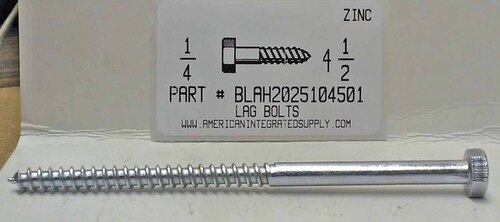 ZINC
1/4 4 1/2
PART # BLAH2025104501
LAG BOLTS
WWW.AMERICANINTEGRATEDSUPPLY.COM